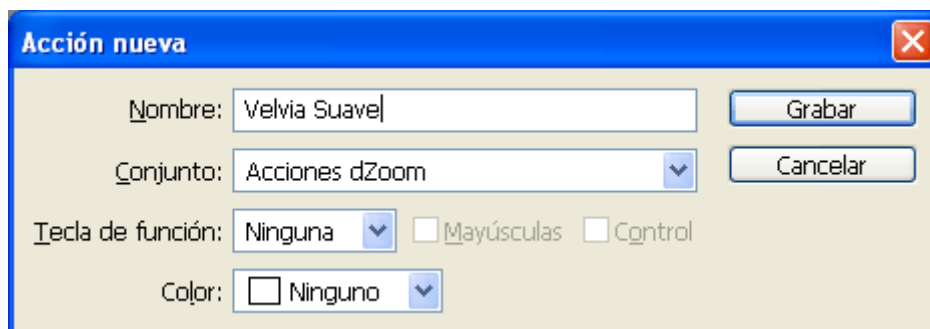 Acción nueva
Nombre: Velvia Suave Grabar
Conjunto: Acciones dZoom Cancelar
Tecla de función: Ninguna Mayúsculas Control
Color: Ninguno